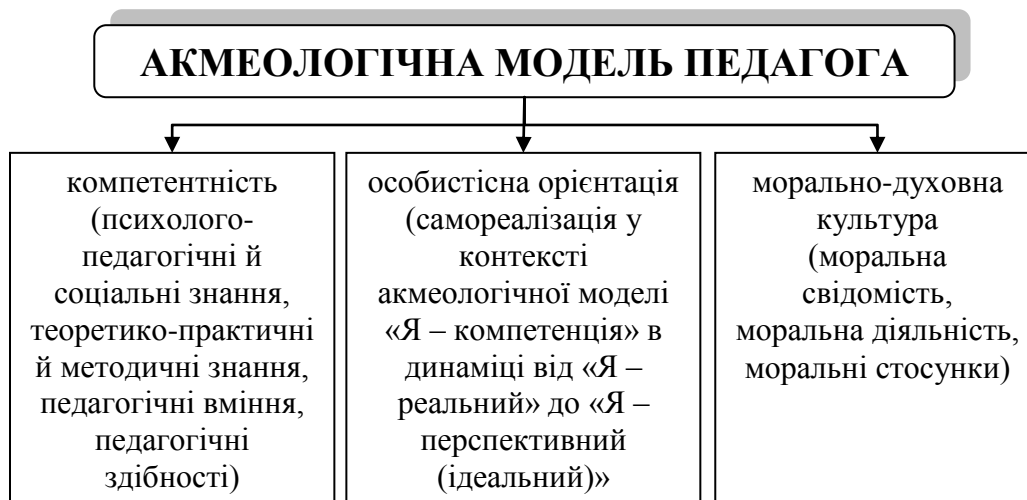 АКМЕОЛОГІЧНА МОДЕЛЬ ПЕДАГОГА
компетентність
(психолого-
педагогічні й
соціальні знання,
теоретико-практичні
й методичні знання,
педагогічні вміння,
педагогічні
здібності)
особистісна орієнтація
(самореалізація у
контексті
акмеологічної моделі
«Я – компетенція» в
динаміці від «Я –
реальний» до «Я –
перспективний
(ідеальний)»
морально-духовна
культура
(моральна
свідомість,
моральна діяльність,
моральні стосунки)